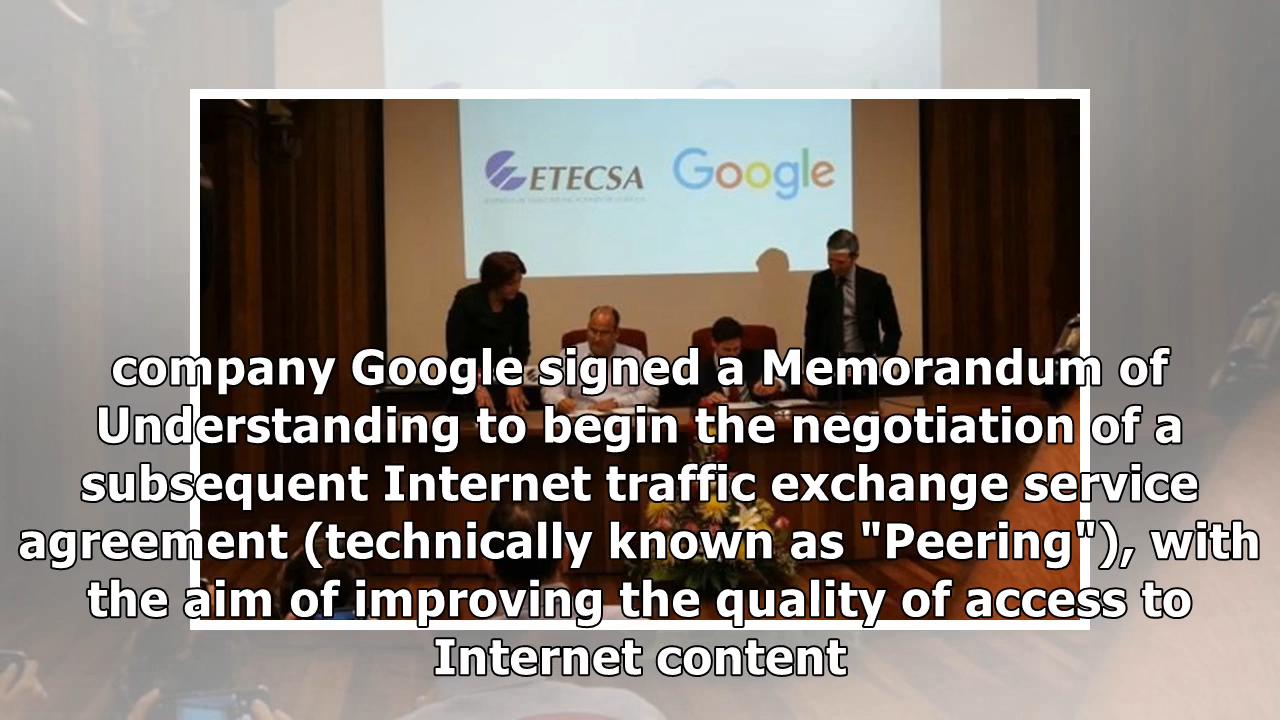 ETECSA Google
company Google signed a Memorandum of
Understanding to begin the negotiation of a
subsequent Internet traffic exchange service
agreement (technically known as "Peering"), with
the aim of improving the quality of access to
Internet content